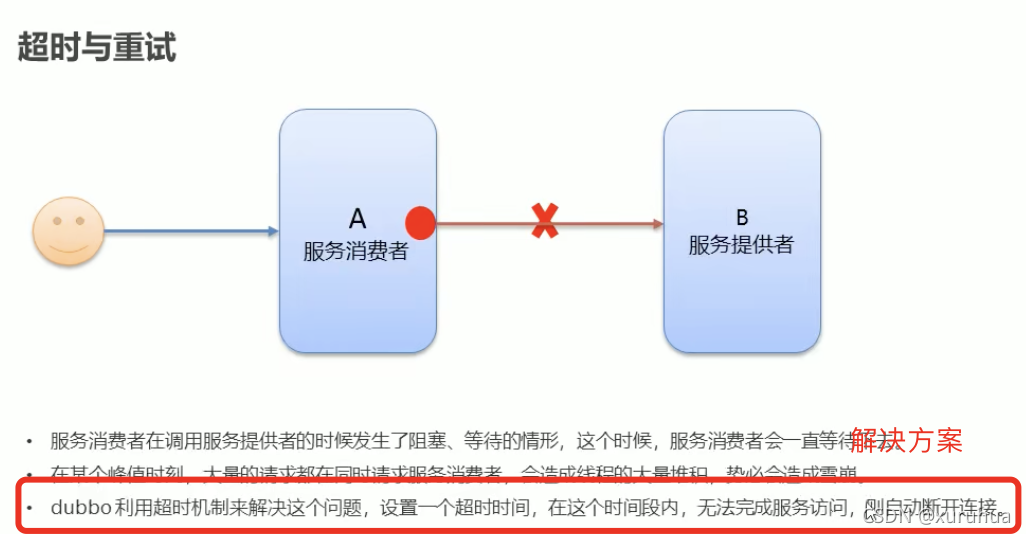 超时与重试
A
服务消费者
B
服务提供者
• 服务消费者在调用服务提供者的时候发生了阻塞、等待的情形，这个时候，服务消费者会一直等待下去。
解决方案
• 在某个峰值时刻，大量的请求都在同时请求服务消费者，会造成线程的大量堆积，势必会造成雪崩。
• dubbo 利用超时机制来解决这个问题，设置一个超时时间，在这个时间段内，无法完成服务访问，则自动断开连接。
CSDN @xurunhua